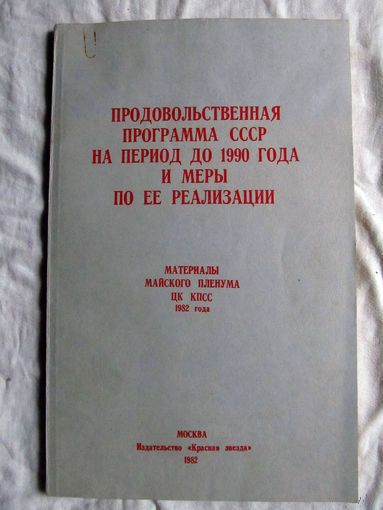 ПРОДОВОЛЬСТВЕННАЯ
ПРОГРАММА СССР
НА ПЕРИОД ДО 1990 ГОДА
И МЕРЫ
ПО ЕЕ РЕАЛИЗАЦИИ
МАТЕРИАЛЫ
МАЙСКОГО ПЛЕНУМА
ЦК КПСС
1982 года
МОСКВА
Издательство «Красная звезда»
1982